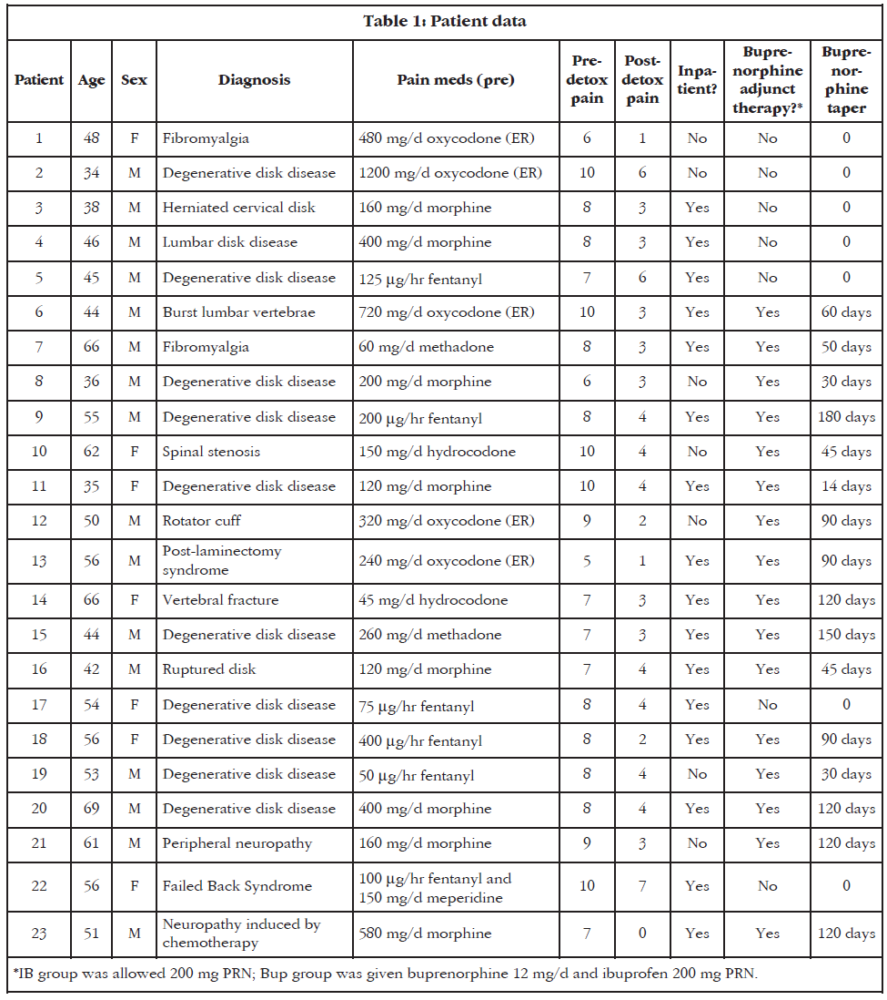 Table 1: Patient data
Patient Age Sex Diagnosis Pain meds (pre) Pre-detox pain Post-detox pain Inpa-tient? Bupre-norphine adjunct therapy?* Bupre-nor-phine taper
1 48 F Fibromyalgia 480 mg/d oxycodone (ER) 6 1 No No 0
2 34 M Degenerative disk disease 1200 mg/d oxycodone (ER) 10 6 No No 0
3 38 M Herniated cervical disk 160 mg/d morphine 8 3 Yes No 0
4 46 M Lumbar disk disease 400 mg/d morphine 8 3 Yes No 0
5 45 M Degenerative disk disease 125 µg/hr fentanyl 7 6 Yes No 0
6 44 M Burst lumbar vertebrae 720 mg/d oxycodone (ER) 10 3 Yes Yes 60 days
7 66 M Fibromyalgia 60 mg/d methadone 8 3 Yes Yes 50 days
8 36 M Degenerative disk disease 200 mg/d morphine 6 3 No Yes 30 days
9 55 M Degenerative disk disease 200 µg/hr fentanyl 8 4 Yes Yes 180 days
10 62 F Spinal stenosis 150 mg/d hydrocodone 10 4 No Yes 45 days
11 35 F Degenerative disk disease 120 mg/d morphine 10 4 Yes Yes 14 days
12 50 M Rotator cuff 320 mg/d oxycodone (ER) 9 2 No Yes 90 days
13 56 M Post-laminectomy syndrome 240 mg/d oxycodone (ER) 5 1 Yes Yes 90 days
14 66 F Vertebral fracture 45 mg/d hydrocodone 7 3 Yes Yes 120 days
15 44 M Degenerative disk disease 260 mg/d methadone 7 3 Yes Yes 150 days
16 42 M Ruptured disk 120 mg/d morphine 7 4 Yes Yes 45 days
17 54 F Degenerative disk disease 75 µg/hr fentanyl 8 4 Yes No 0
18 56 F Degenerative disk disease 400 µg/hr fentanyl 8 2 Yes Yes 90 days
19 53 M Degenerative disk disease 50 µg/hr fentanyl 8 4 No Yes 30 days
20 69 M Degenerative disk disease 400 mg/d morphine 8 4 Yes Yes 120 days
21 61 M Peripheral neuropathy 160 mg/d morphine 9 3 No Yes 120 days
22 56 F Failed Back Syndrome 100 µg/hr fentanyl and 150 mg/d meperidine 10 7 Yes No 0
23 51 M Neuropathy induced by chemotherapy 580 mg/d morphine 7 0 Yes Yes 120 days
*IB group was allowed 200 mg PRN; Bup group was given buprenorphine 12 mg/d and ibuprofen 200 mg PRN.